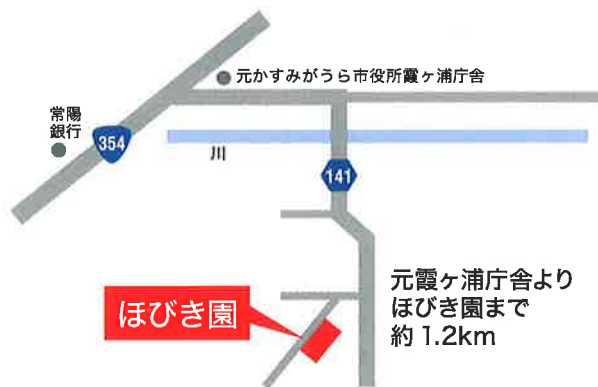 元かすみがうら市役所霞ヶ浦庁舎
常陽
銀行
354
川
141
元霞ヶ浦庁舎より
ほびき園まで
約1.2km
ほびき園